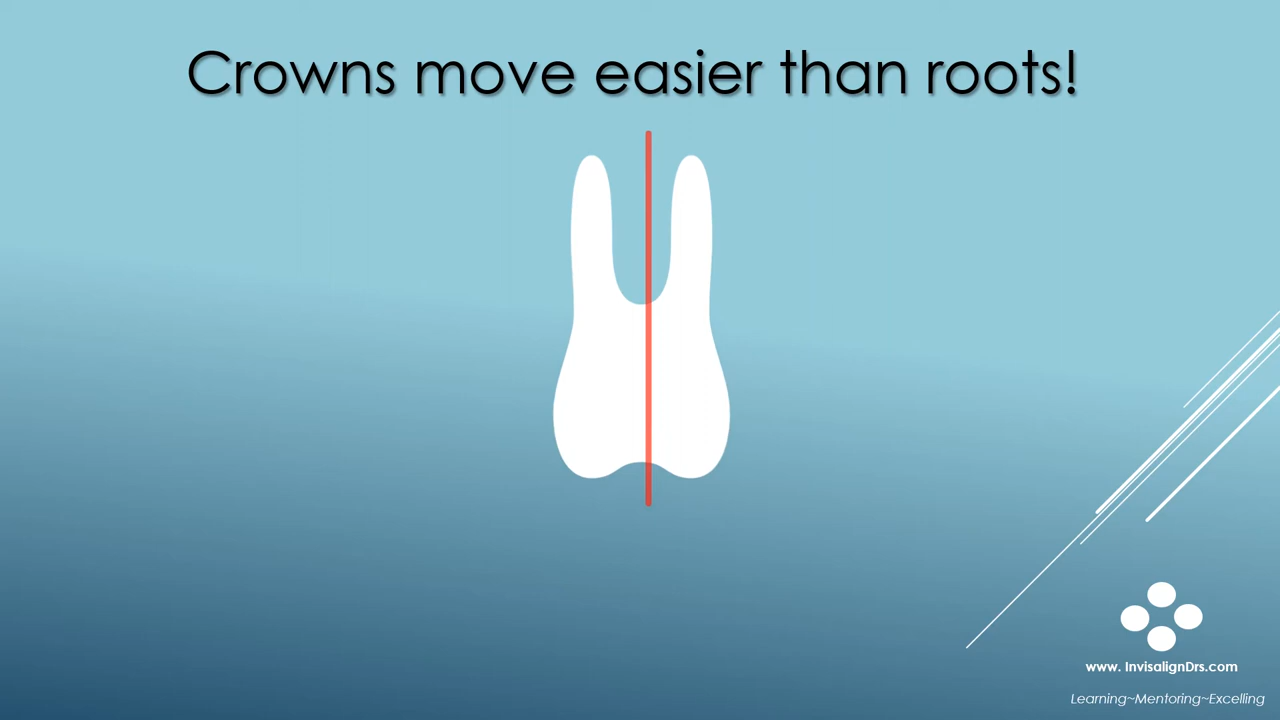 Crowns move easier than roots!
www. InvisalignDrs.com
Learning~Mentoring~Excelling